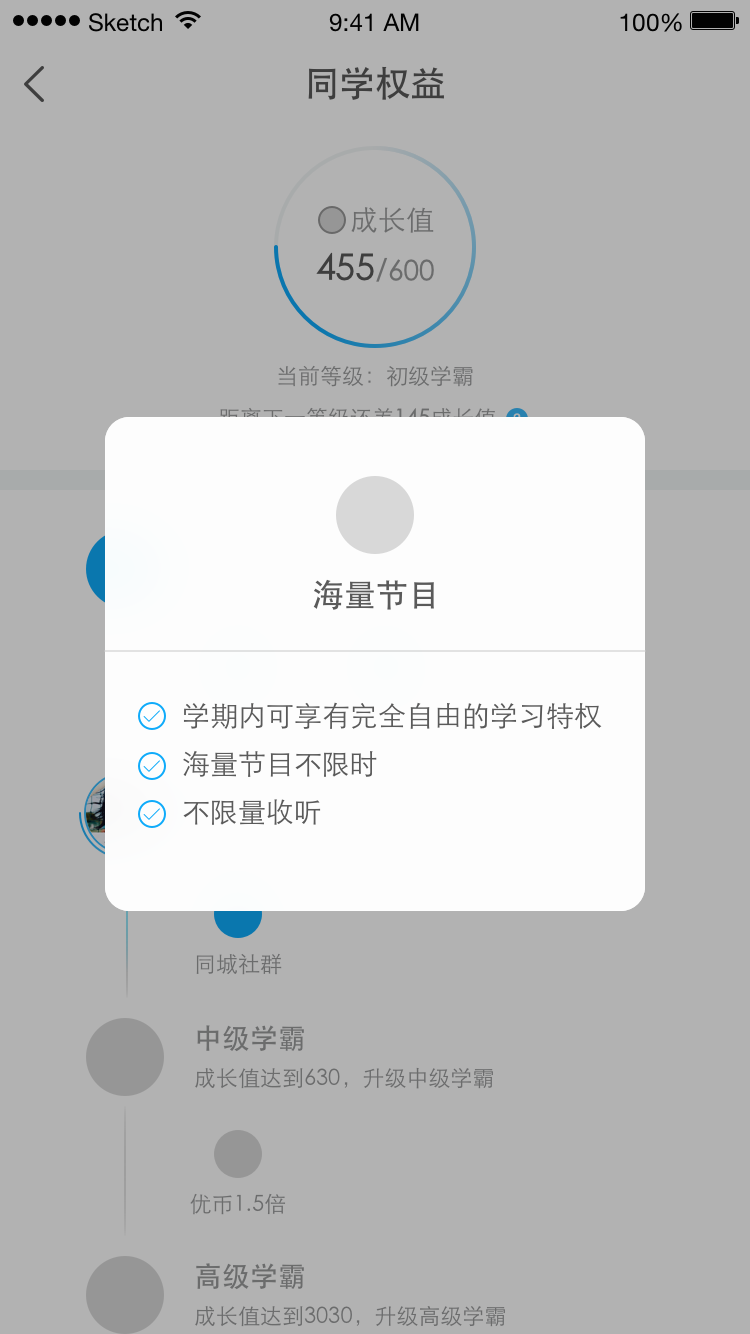 Sketch 9:41 AM 100%
同学权益
成长值
455/600
当前等级：初级学霸
距离下一等级还差145成长值
海量节目
学期内可享有完全自由的学习特权
海量节目不限时
不限量收听
同城社群
中级学霸
成长值达到630，升级中级学霸
优币1.5倍
高级学霸
成长值达到3030，升级高级学霸